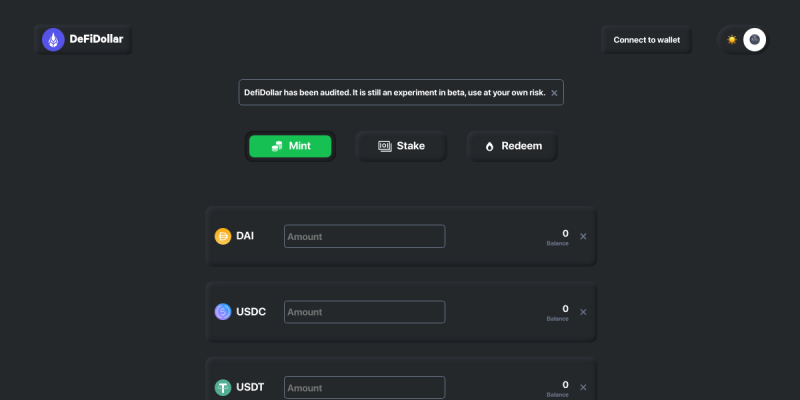 DeFiDollar
Connect to wallet
DefiDollar has been audited. It is still an experiment in beta, use at your own risk. ×
Mint
Stake
Redeem
DAI
Amount
0
Balance
×
USDC
Amount
0
Balance
×
USDT
Amount
0
Balance
×